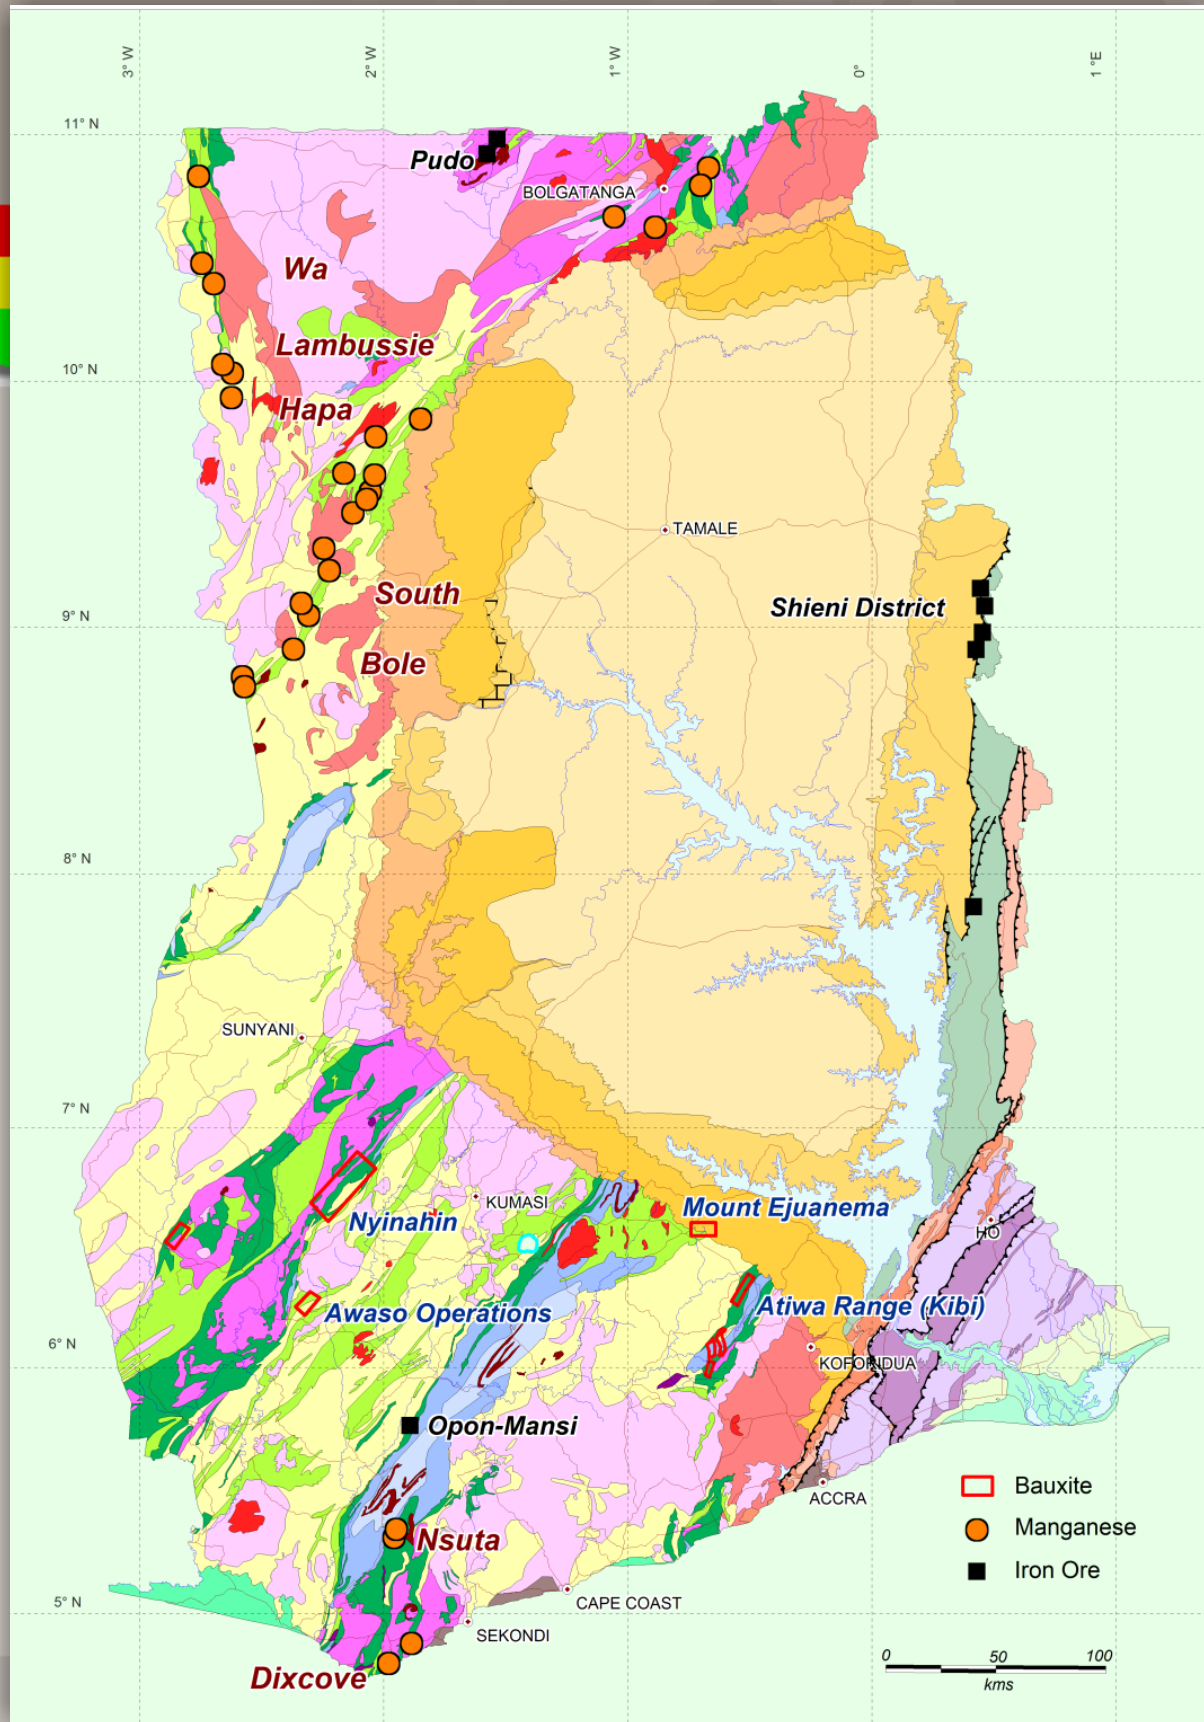 3° W
2° W
1° W
0°
1 °E
11° N
Pudo
BOLGATANGA
Wa
Lambussie
10° N
Hapa
TAMALE
South
Shieni District
9° N
Bole
8° N
SUNYANI
7° N
KUMASI
Mount Ejuanema
Nyinahin
HO
Awaso Operations
Atiwa Range (Kibi)
6° N
KOFORIDUA
Opon-Mansi
Bauxite
ACCRA
Manganese
Nsuta
Iron Ore
5° N
CAPE COAST
SEKONDI
Dixcove
0 50 100
kms